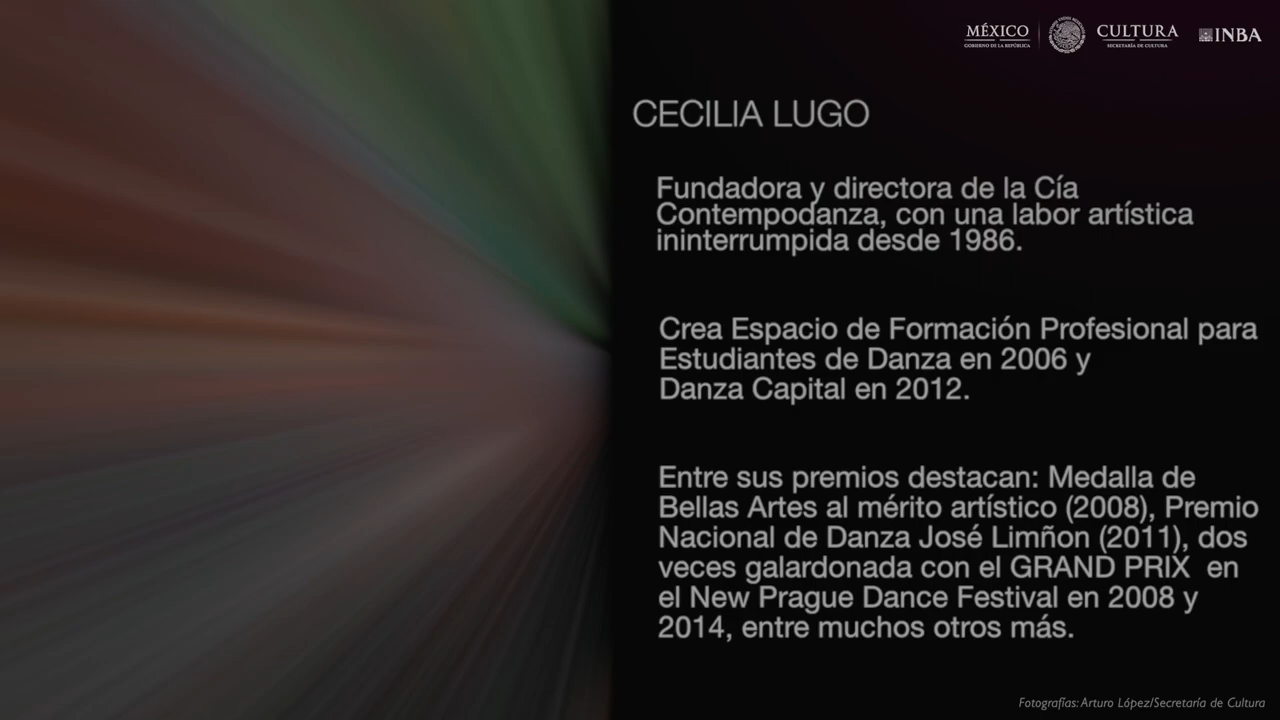 MÉXICO
GOBIERNO DE LA REPÚBLICA
CULTURA
SECRETARÍA DE CULTURA
INBA
CECILIA LUGO
Fundadora y directora de la Cía
Contempodanza, con una labor artística
ininterrumpida desde 1986.
Crea Espacio de Formación Profesional para
Estudiantes de Danza en 2006 y
Danza Capital en 2012.
Entre sus premios destacan: Medalla de
Bellas Artes al mérito artístico (2008), Premio
Nacional de Danza José Limñon (2011), dos
veces galardonada con el GRAND PRIX  en
el New Prague Dance Festival en 2008 y
2014, entre muchos otros más.
Fotografías: Arturo López/Secretaría de Cultura